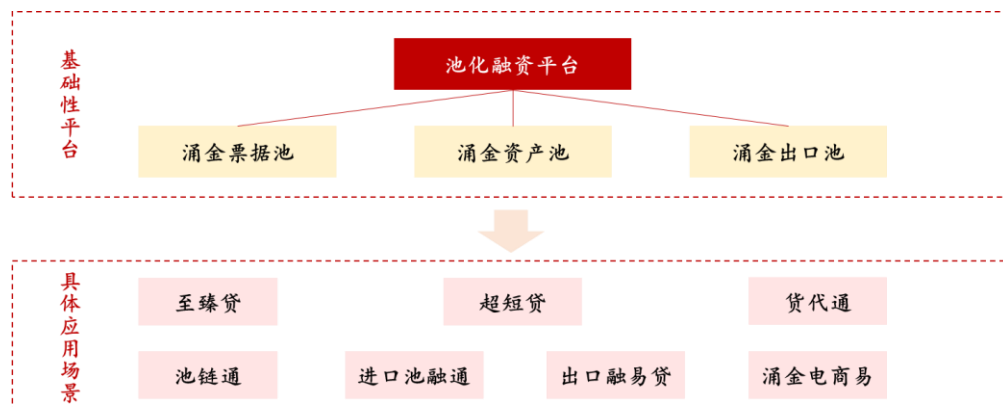 基础性平台
池化融资平台
涌金票据池
涌金资产池
涌金出口池
具体应用场景
至臻贷
超短贷
货代通
池链通
进口池融通
出口融易贷
涌金电商易